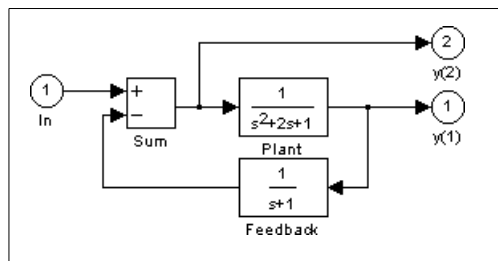 2
y(2)
1
In
+
−
Sum
1
s²+2s+1
Plant
1
y(1)
1
s+1
Feedback